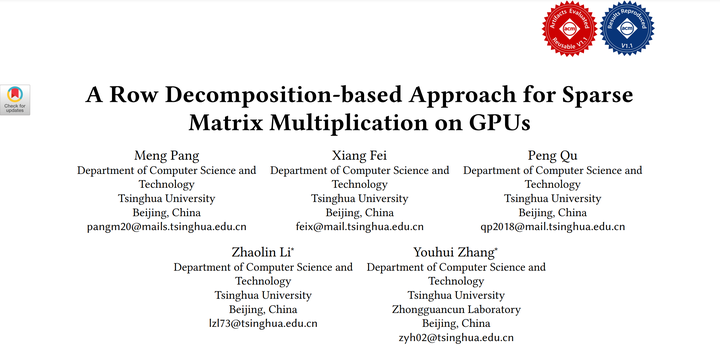 Artifacts Evaluated
acm
Reusable V1.1
Results Reproduced
acm
V1.1
Check for
updates
A Row Decomposition-based Approach for Sparse
Matrix Multiplication on GPUs
Meng Pang
Department of Computer Science and
Technology
Tsinghua University
Beijing, China
pangm20@mails.tsinghua.edu.cn
Xiang Fei
Department of Computer Science and
Technology
Tsinghua University
Beijing, China
feix@mail.tsinghua.edu.cn
Peng Qu
Department of Computer Science and
Technology
Tsinghua University
Beijing, China
qp2018@mail.tsinghua.edu.cn
Zhaolin Li*
Department of Computer Science and
Technology
Tsinghua University
Beijing, China
lzl73@tsinghua.edu.cn
Youhui Zhang*
Department of Computer Science and
Technology
Tsinghua University
Zhongguancun Laboratory
Beijing, China
zyh02@tsinghua.edu.cn